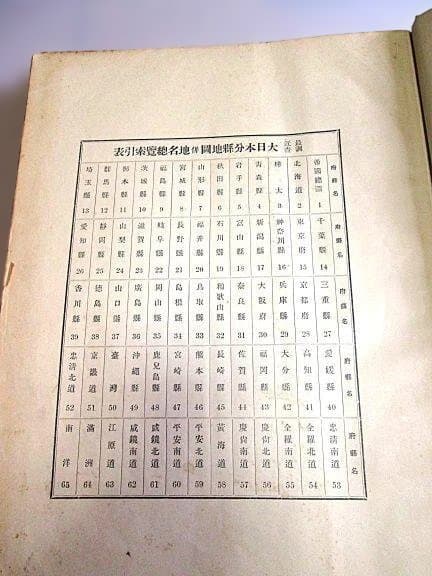 大日本分縣地圖併地名總覽索引表
府縣名
帝國總圖 1
北海道 2
樺太 3
青森縣 4
岩手縣 5
秋田縣 6
山形縣 7
宮城縣 8
福島縣 9
茨城縣 10
栃木縣 11
群馬縣 12
埼玉縣 13
府縣名
千葉縣 14
東京府 15
神奈川縣 16
新潟縣 17
富山縣 18
石川縣 19
福井縣 20
長野縣 21
岐阜縣 22
滋賀縣 23
山梨縣 24
靜岡縣 25
愛知縣 26
府縣名
三重縣 27
京都府 28
兵庫縣 29
大阪府 30
奈良縣 31
和歌山縣 32
鳥取縣 33
島根縣 34
岡山縣 35
廣島縣 36
山口縣 37
德島縣 38
香川縣 39
府縣名
愛媛縣 40
高知縣 41
大分縣 42
福岡縣 43
佐賀縣 44
長崎縣 45
熊本縣 46
宮崎縣 47
鹿兒島縣 48
沖繩縣 49
臺灣 50
京畿道 51
忠清北道 52
府縣名
忠清南道 53
全羅北道 54
全羅南道 55
慶尙北道 56
慶尙南道 57
黃海道 58
平安北道 59
平安南道 60
咸鏡北道 61
咸鏡南道 62
江原道 63
滿洲 64
南洋 65